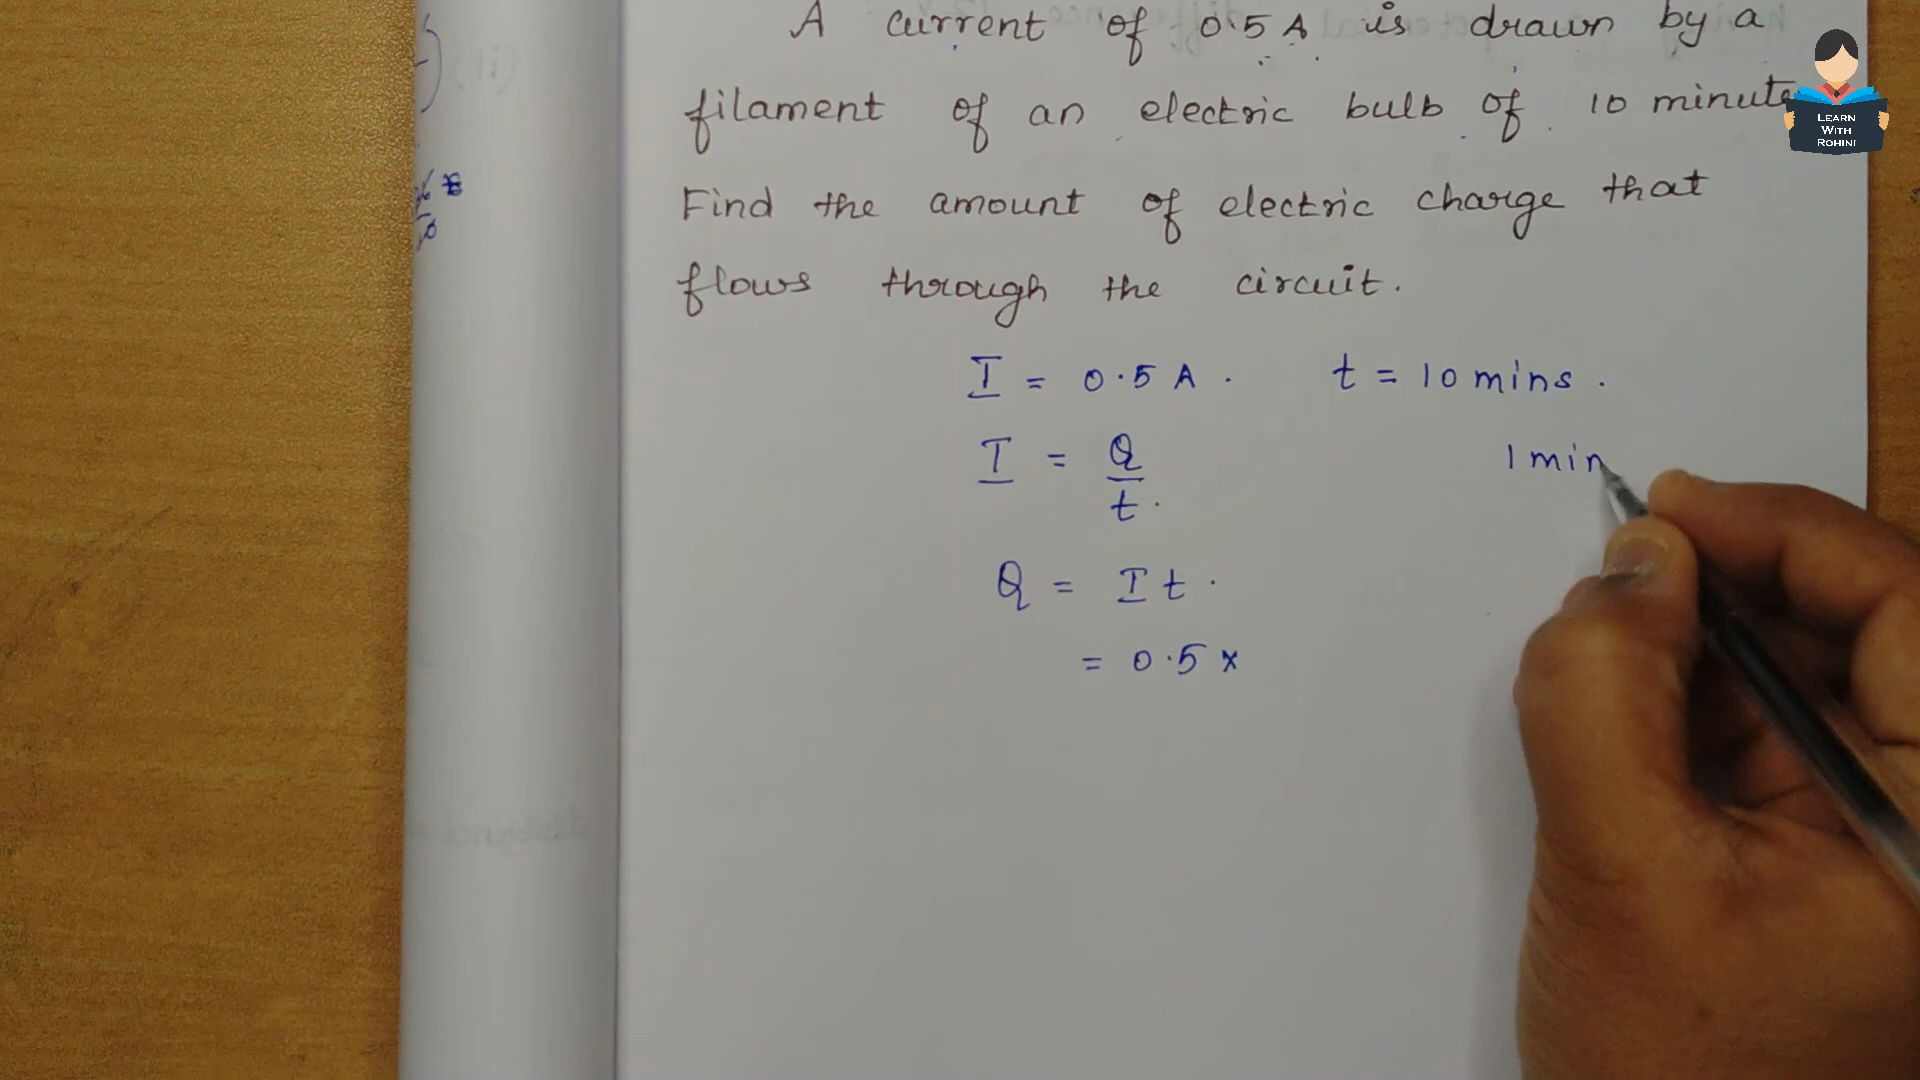 A current of 0.5 A is drawn by a
filament of an electric bulb of 10 minute
Find the amount of electric charge that
flows through the circuit.
I = 0.5 A. t = 10 mins.
I = Q/t.
1 min
Q = I t.
= 0.5 ×
LEARN
WITH
ROHINI